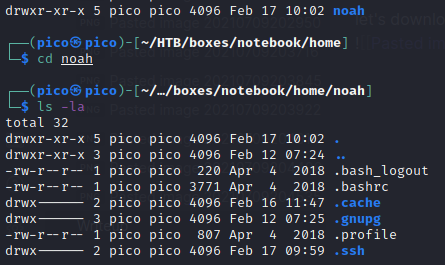 drwxr-xr-x 5 pico pico 4096 Feb 17 10:02 noah
┌──(pico㉿pico)-[~/HTB/boxes/notebook/home]
└─$ cd noah
┌──(pico㉿pico)-[~/…/boxes/notebook/home/noah]
└─$ ls -la
total 32
drwxr-xr-x 5 pico pico 4096 Feb 17 10:02 .
drwxr-xr-x 3 pico pico 4096 Feb 12 07:24 ..
-rw-r--r-- 1 pico pico  220 Apr  4  2018 .bash_logout
-rw-r--r-- 1 pico pico 3771 Apr  4  2018 .bashrc
drwx------ 2 pico pico 4096 Feb 16 11:47 .cache
drwx------ 3 pico pico 4096 Feb 12 07:25 .gnupg
-rw-r--r-- 1 pico pico  807 Apr  4  2018 .profile
drwx------ 2 pico pico 4096 Feb 17 09:59 .ssh